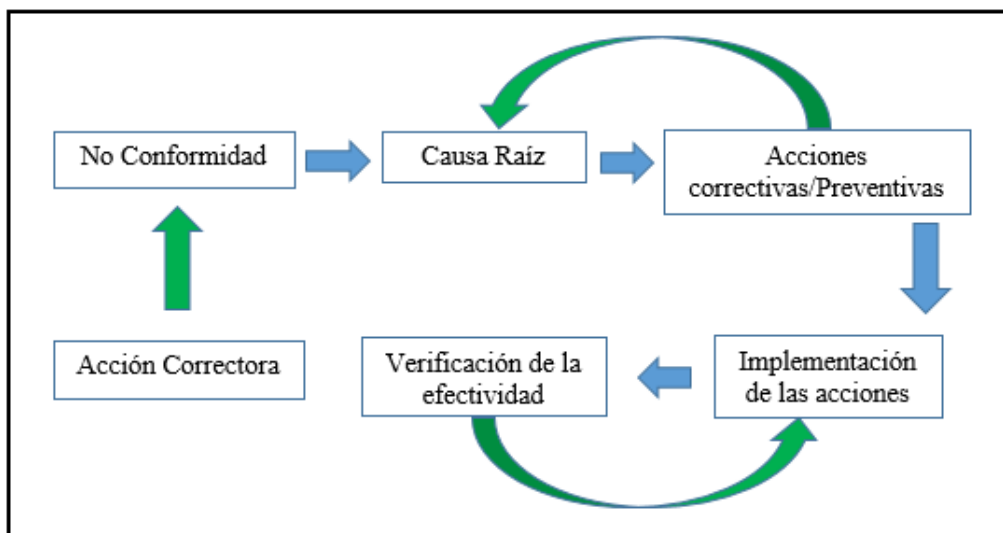 No Conformidad
Causa Raíz
Acciones
correctivas/Preventivas
Acción Correctora
Verificación de la
efectividad
Implementación
de las acciones